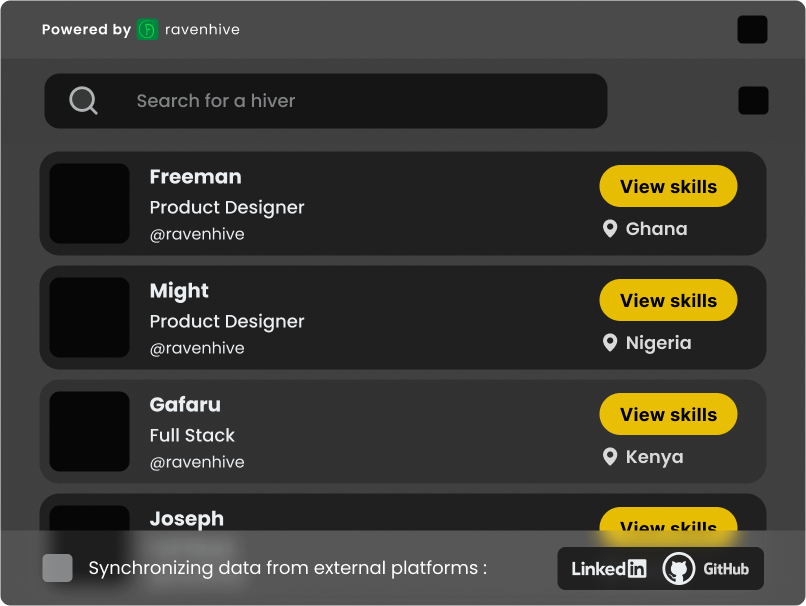 Powered by ravenhive
Search for a hiver
Freeman
Product Designer
@ravenhive
View skills
Ghana
Might
Product Designer
@ravenhive
View skills
Nigeria
Gafaru
Full Stack
@ravenhive
View skills
Kenya
Joseph
View skills
Synchronizing data from external platforms :
LinkedIn GitHub